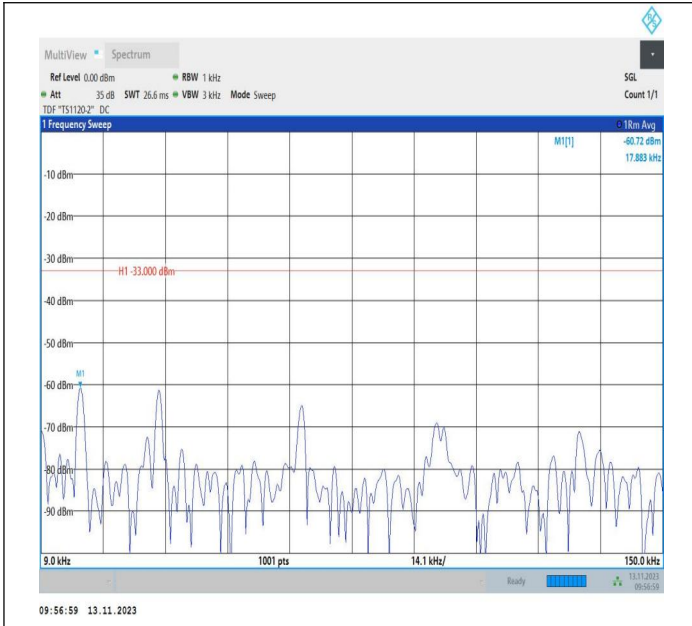 MultiView Spectrum
Ref Level 0.00 dBm RBW 1 kHz SGL
Att 35 dB SWT 26.6 ms VBW 3 kHz Mode Sweep Count 1/1
TDF "TS1120-2" DC
1 Frequency Sweep 1Rm Avg
M1[1] -60.72 dBm
17.883 kHz
-10 dBm
-20 dBm
-30 dBm
H1 -33.000 dBm
-40 dBm
-50 dBm
M1
-60 dBm
-70 dBm
-80 dBm
-90 dBm
9.0 kHz 1001 pts 14.1 kHz/ 150.0 kHz
Ready 13.11.2023
09:56:59
09:56:59 13.11.2023